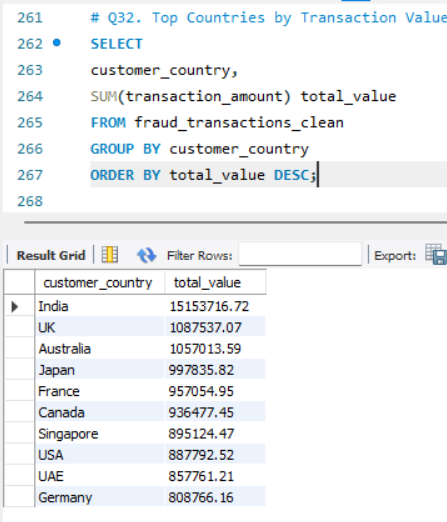 261 # Q32. Top Countries by Transaction Value
262 SELECT
263 customer_country,
264 SUM(transaction_amount) total_value
265 FROM fraud_transactions_clean
266 GROUP BY customer_country
267 ORDER BY total_value DESC;
268
Result Grid Filter Rows: Export:
customer_country total_value
India 15153716.72
UK 1087537.07
Australia 1057013.59
Japan 997835.82
France 957054.95
Canada 936477.45
Singapore 895124.47
USA 887792.52
UAE 857761.21
Germany 808766.16